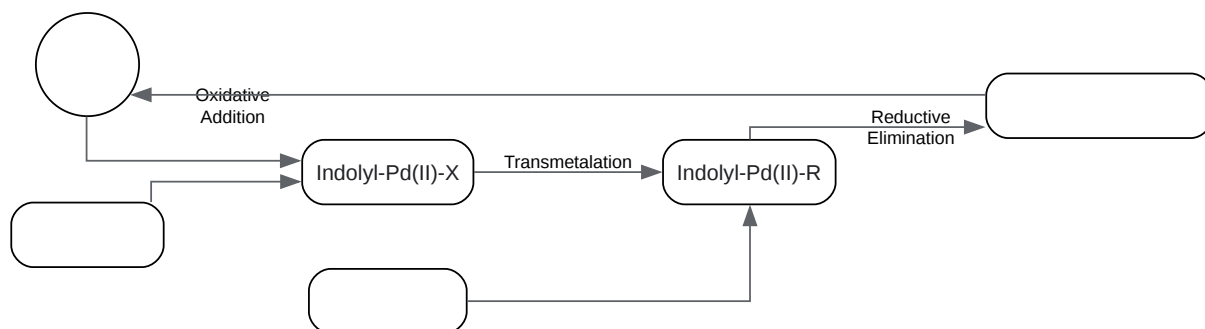 Oxidative
Addition
Indolyl-Pd(II)-X
Transmetalation
Indolyl-Pd(II)-R
Reductive
Elimination